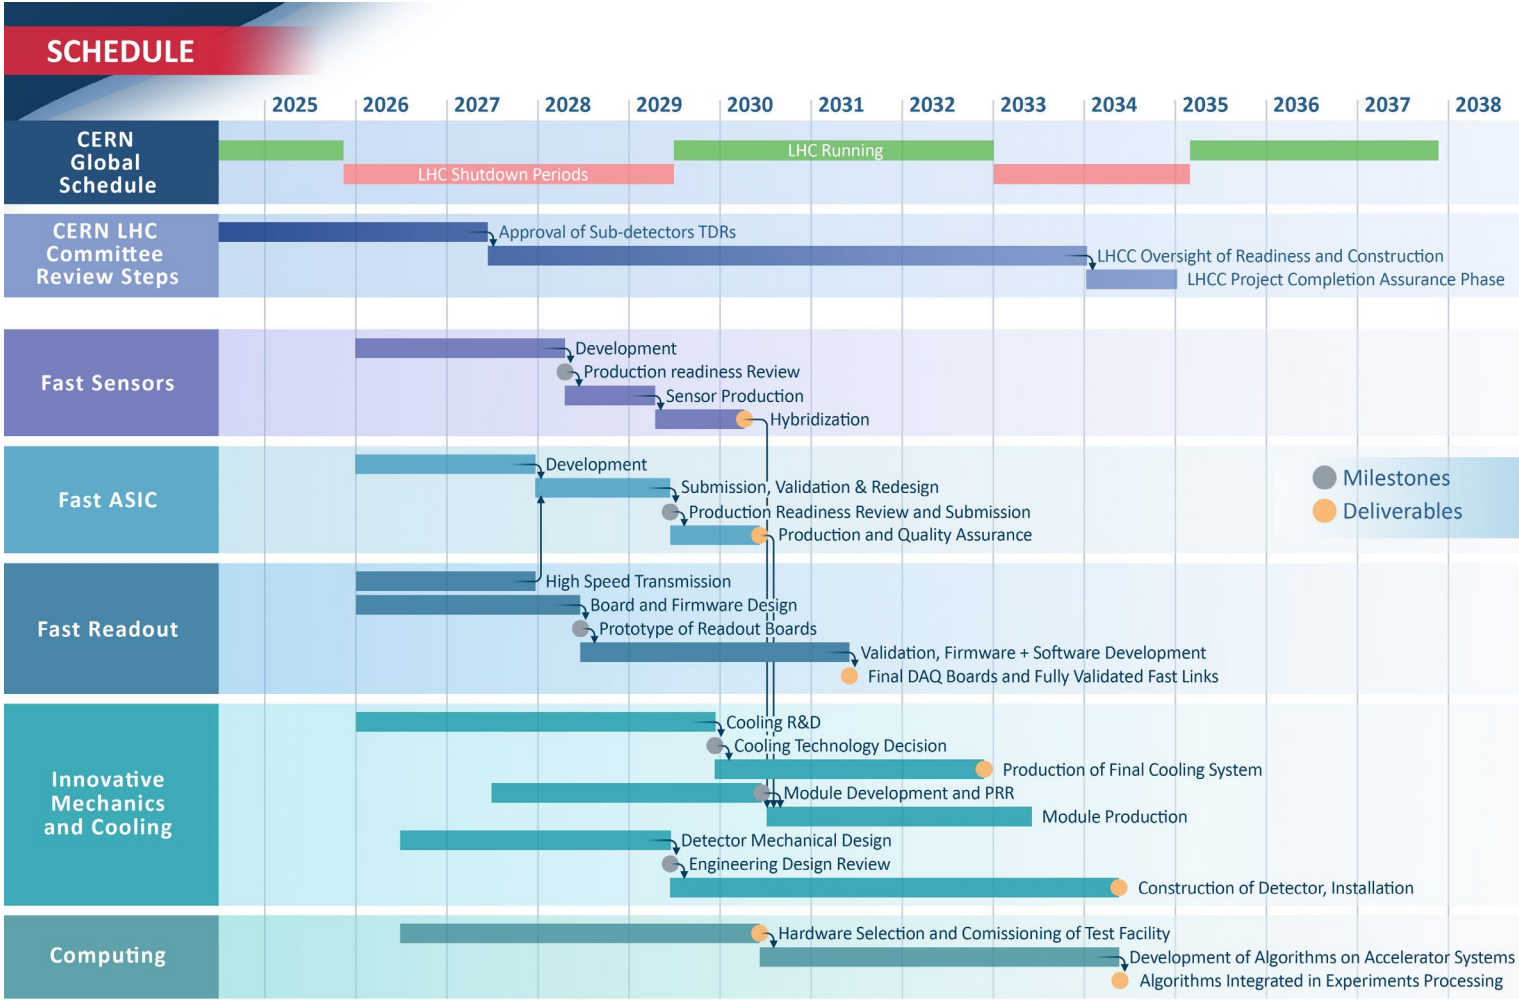 SCHEDULE
2025 2026 2027 2028 2029 2030 2031 2032 2033 2034 2035 2036 2037 2038
CERN
Global
Schedule
LHC Running
LHC Shutdown Periods
CERN LHC
Committee
Review Steps
Approval of Sub-detectors TDRs
LHCC Oversight of Readiness and Construction
LHCC Project Completion Assurance Phase
Fast Sensors
Development
Production readiness Review
Sensor Production
Hybridization
Fast ASIC
Development
Submission, Validation & Redesign
Production Readiness Review and Submission
Production and Quality Assurance
Milestones
Deliverables
Fast Readout
High Speed Transmission
Board and Firmware Design
Prototype of Readout Boards
Validation, Firmware + Software Development
Final DAQ Boards and Fully Validated Fast Links
Innovative
Mechanics
and Cooling
Cooling R&D
Cooling Technology Decision
Production of Final Cooling System
Module Development and PRR
Module Production
Detector Mechanical Design
Engineering Design Review
Construction of Detector, Installation
Computing
Hardware Selection and Comissioning of Test Facility
Development of Algorithms on Accelerator Systems
Algorithms Integrated in Experiments Processing